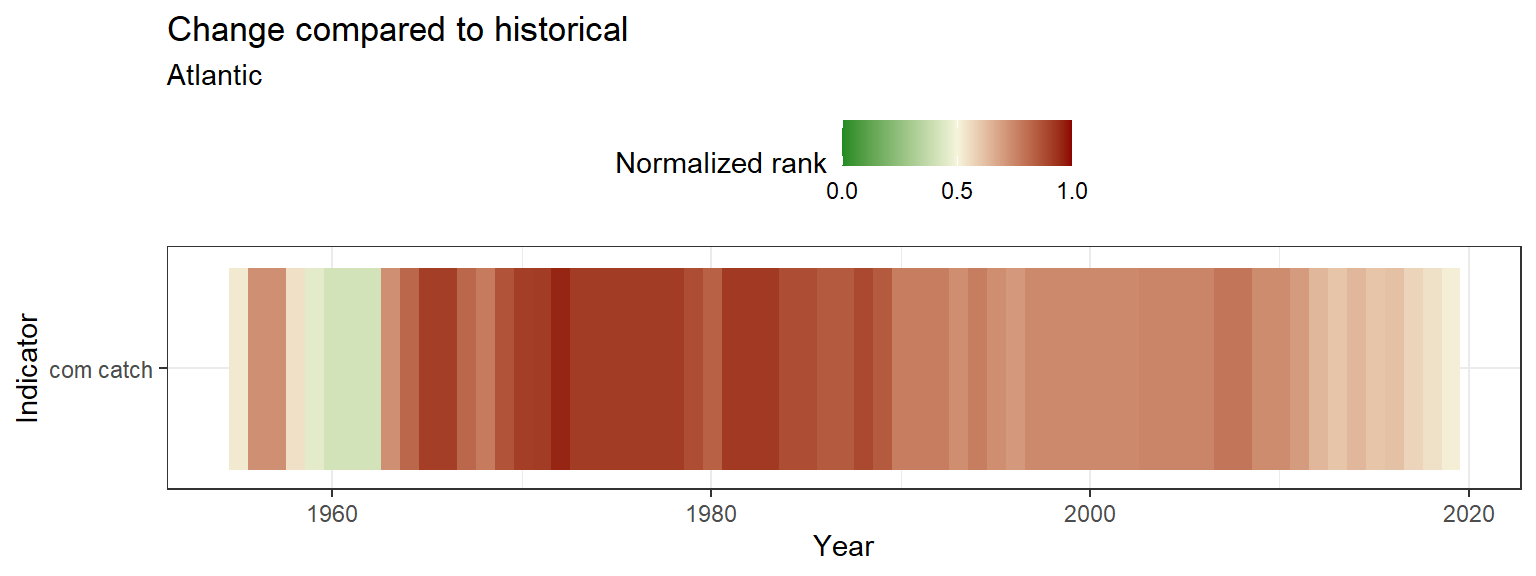 Change compared to historical
Atlantic
Normalized rank
0.0 0.5 1.0
Indicator
com catch
1960 1980 2000 2020
Year